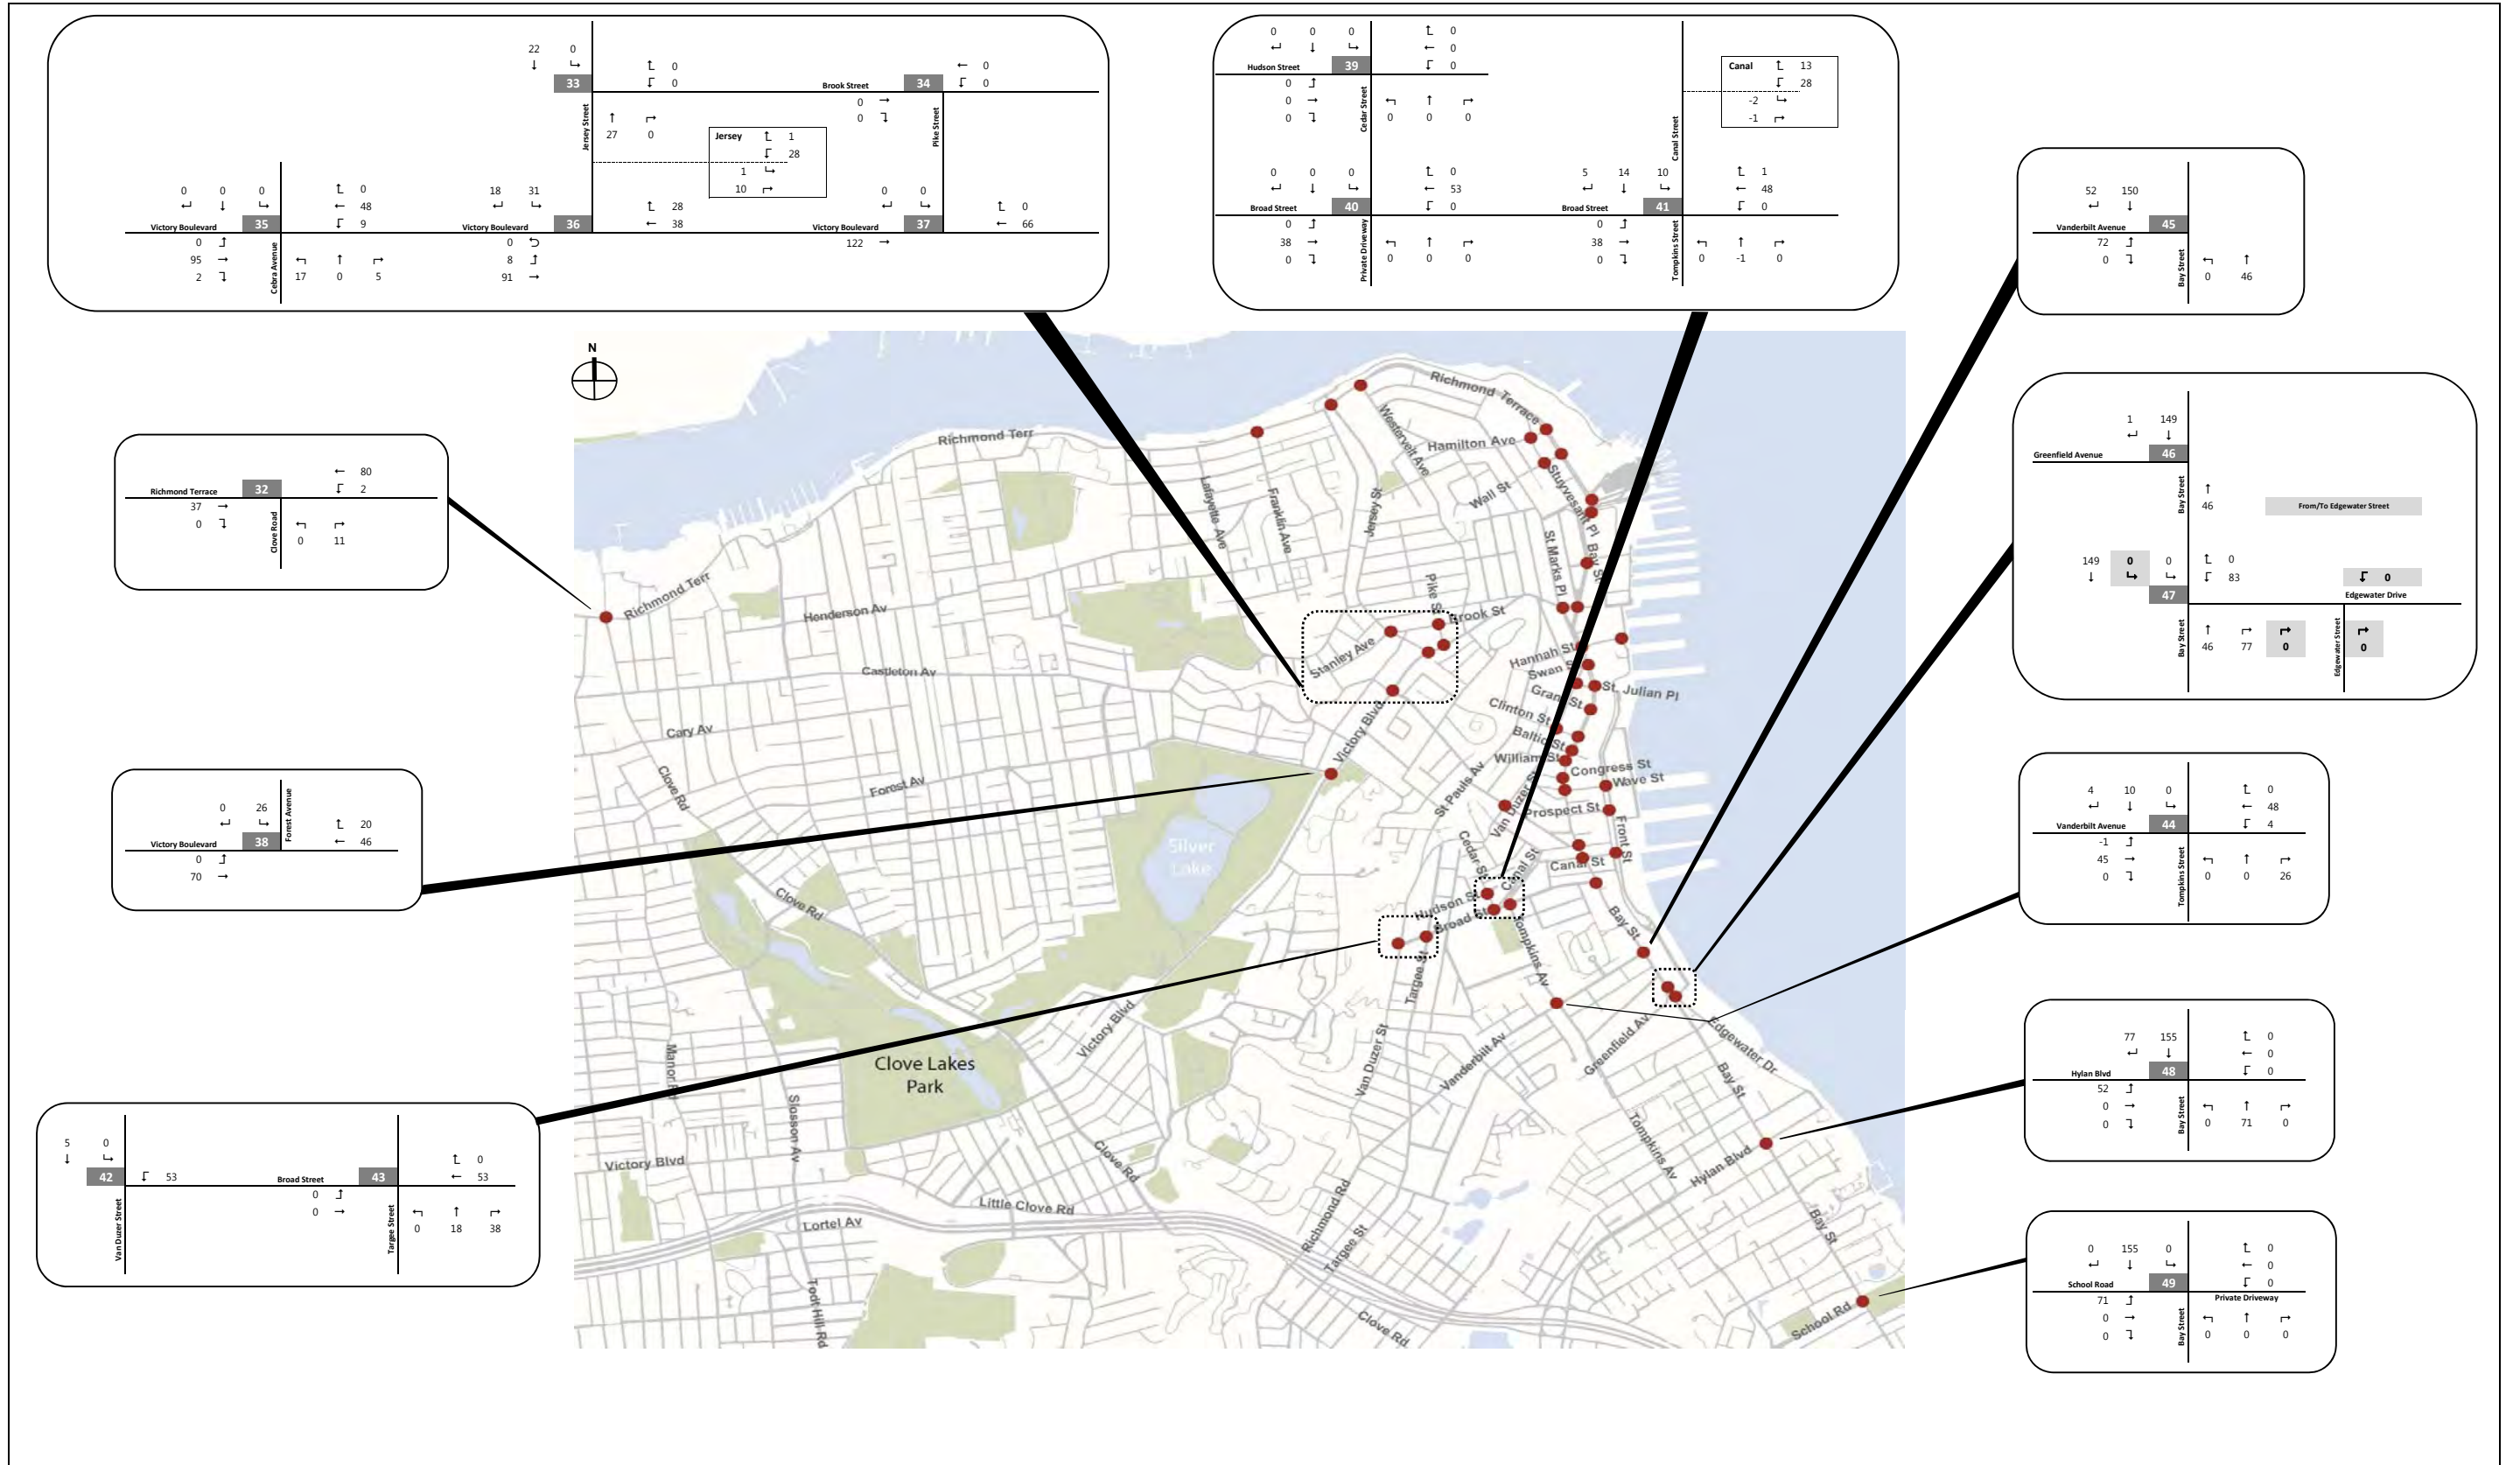 22 0
↓ ↳
33
↑ 0
↓ 0
Jersey Street
↑ ↱
27 0
Jersey ↑ 1
↓ 28
1 ↳
10 ↱
Brook Street
34
← 0
↓ 0
0 →
0 ↴
Pike Street
0 0 0
↵ ↓ ↳
↑ 0
← 48
↓ 9
Victory Boulevard
35
0 ⮥
95 →
2 ↴
Cebra Avenue
↰ ↑ ↱
17 0 5
18 31
↵ ↳
Victory Boulevard
36
↑ 28
← 38
0 ⮌
8 ⮥
91 →
0 0
↵ ↳
Victory Boulevard
37
↑ 0
← 66
122 →
0 0 0
↵ ↓ ↳
↑ 0
← 0
↓ 0
Hudson Street
39
0 ⮥
0 →
0 ↴
Cedar Street
↰ ↑ ↱
0 0 0
Canal ↑ 13
↓ 28
-2 ↳
-1 ↱
Canal Street
0 0 0
↵ ↓ ↳
↑ 0
← 53
↓ 0
Broad Street
40
0 ⮥
38 →
0 ↴
Private Driveway
↰ ↑ ↱
0 0 0
5 14 10
↵ ↓ ↳
↑ 1
← 48
↓ 0
Broad Street
41
0 ⮥
38 →
0 ↴
Tompkins Street
↰ ↑ ↱
0 -1 0
52 150
↵ ↓
Vanderbilt Avenue
45
72 ⮥
0 ↴
Bay Street
↰ ↑
0 46
1 149
↵ ↓
Greenfield Avenue
46
Bay Street
↑
46
From/To Edgewater Street
149 0 0
↓ ↳ ↳
↑ 0
↓ 83
↓ 0
47
Edgewater Drive
Bay Street
↑ ↱ ↱
46 77 0
Edgewater Street
↱
0
← 80
↓ 2
Richmond Terrace
32
37 →
0 ↴
Clove Road
↰ ↱
0 11
0 26
↵ ↳
Forest Avenue
↑ 20
← 46
Victory Boulevard
38
0 ⮥
70 →
4 10 0
↵ ↓ ↳
↑ 0
← 48
↓ 4
Vanderbilt Avenue
44
-1 ⮥
45 →
0 ↴
Tompkins Street
↰ ↑ ↱
0 0 26
77 155
↵ ↓
↑ 0
← 0
↓ 0
Hylan Blvd
48
52 ⮥
0 →
0 ↴
Bay Street
↰ ↑ ↱
0 71 0
5 0
↓ ↳
42
↓ 53
Van Duzer Street
Broad Street
43
↑ 0
← 53
0 ⮥
0 →
Targee Street
↰ ↑ ↱
0 18 38
0 155 0
↵ ↓ ↳
↑ 0
← 0
↓ 0
School Road
49
Private Driveway
71 ⮥
0 →
0 ↴
Bay Street
↰ ↑ ↱
0 0 0
N
Richmond Terrace
Richmond Terr
Westervelt Ave
Hamilton Ave
Lafayette Ave
Franklin Ave
Jersey St
Wall St
Stuyvesant Pl
Bay St
St Marks Pl
Richmond Terr
Henderson Av
Pike St
Brook St
Stanley Ave
Hannah St
Swan S
Castleton Av
St. Julian Pl
Grant St
Clinton St
Cary Av
Victory Blvd
Baltic St
William St
Congress St
Wave St
Clove Rd
Forest Av
St Pauls Av
Van Duzer St
Prospect St
Front St
Silver
Lake
Cedar St
Canal St
Canal St
Clove Rd
Hudson St
Broad St
Tompkins Av
Bay St
Targee St
Victory Blvd
Van Duzer St
Vanderbilt Av
Greenfield Av
Edgewater Dr
Manor Rd
Clove Lakes
Park
Bay St
Slosson Av
Tompkins Av
Victory Blvd
Clove Rd
Hylan Blvd
Little Clove Rd
Lortel Av
Richmond Rd
Targee St
Bay St
Todt Hill Rd
Clove Rd
School Rd